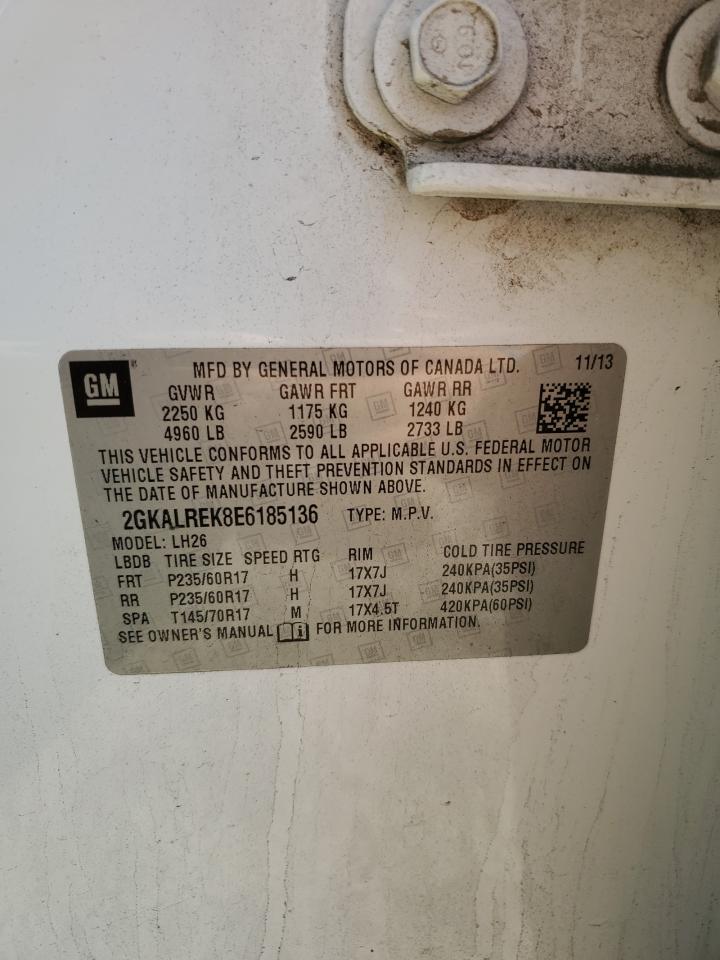 10.9
GM
MFD BY GENERAL MOTORS OF CANADA LTD. 11/13
GVWR GAWR FRT GAWR RR
2250 KG 1175 KG 1240 KG
4960 LB 2590 LB 2733 LB
THIS VEHICLE CONFORMS TO ALL APPLICABLE U.S. FEDERAL MOTOR
VEHICLE SAFETY AND THEFT PREVENTION STANDARDS IN EFFECT ON
THE DATE OF MANUFACTURE SHOWN ABOVE.
2GKALREK8E6185136 TYPE: M.P.V.
MODEL: LH26
LBDB TIRE SIZE SPEED RTG RIM COLD TIRE PRESSURE
FRT P235/60R17 H 17X7J 240KPA(35PSI)
RR P235/60R17 H 17X7J 240KPA(35PSI)
SPA T145/70R17 M 17X4.5T 420KPA(60PSI)
SEE OWNER'S MANUAL FOR MORE INFORMATION.